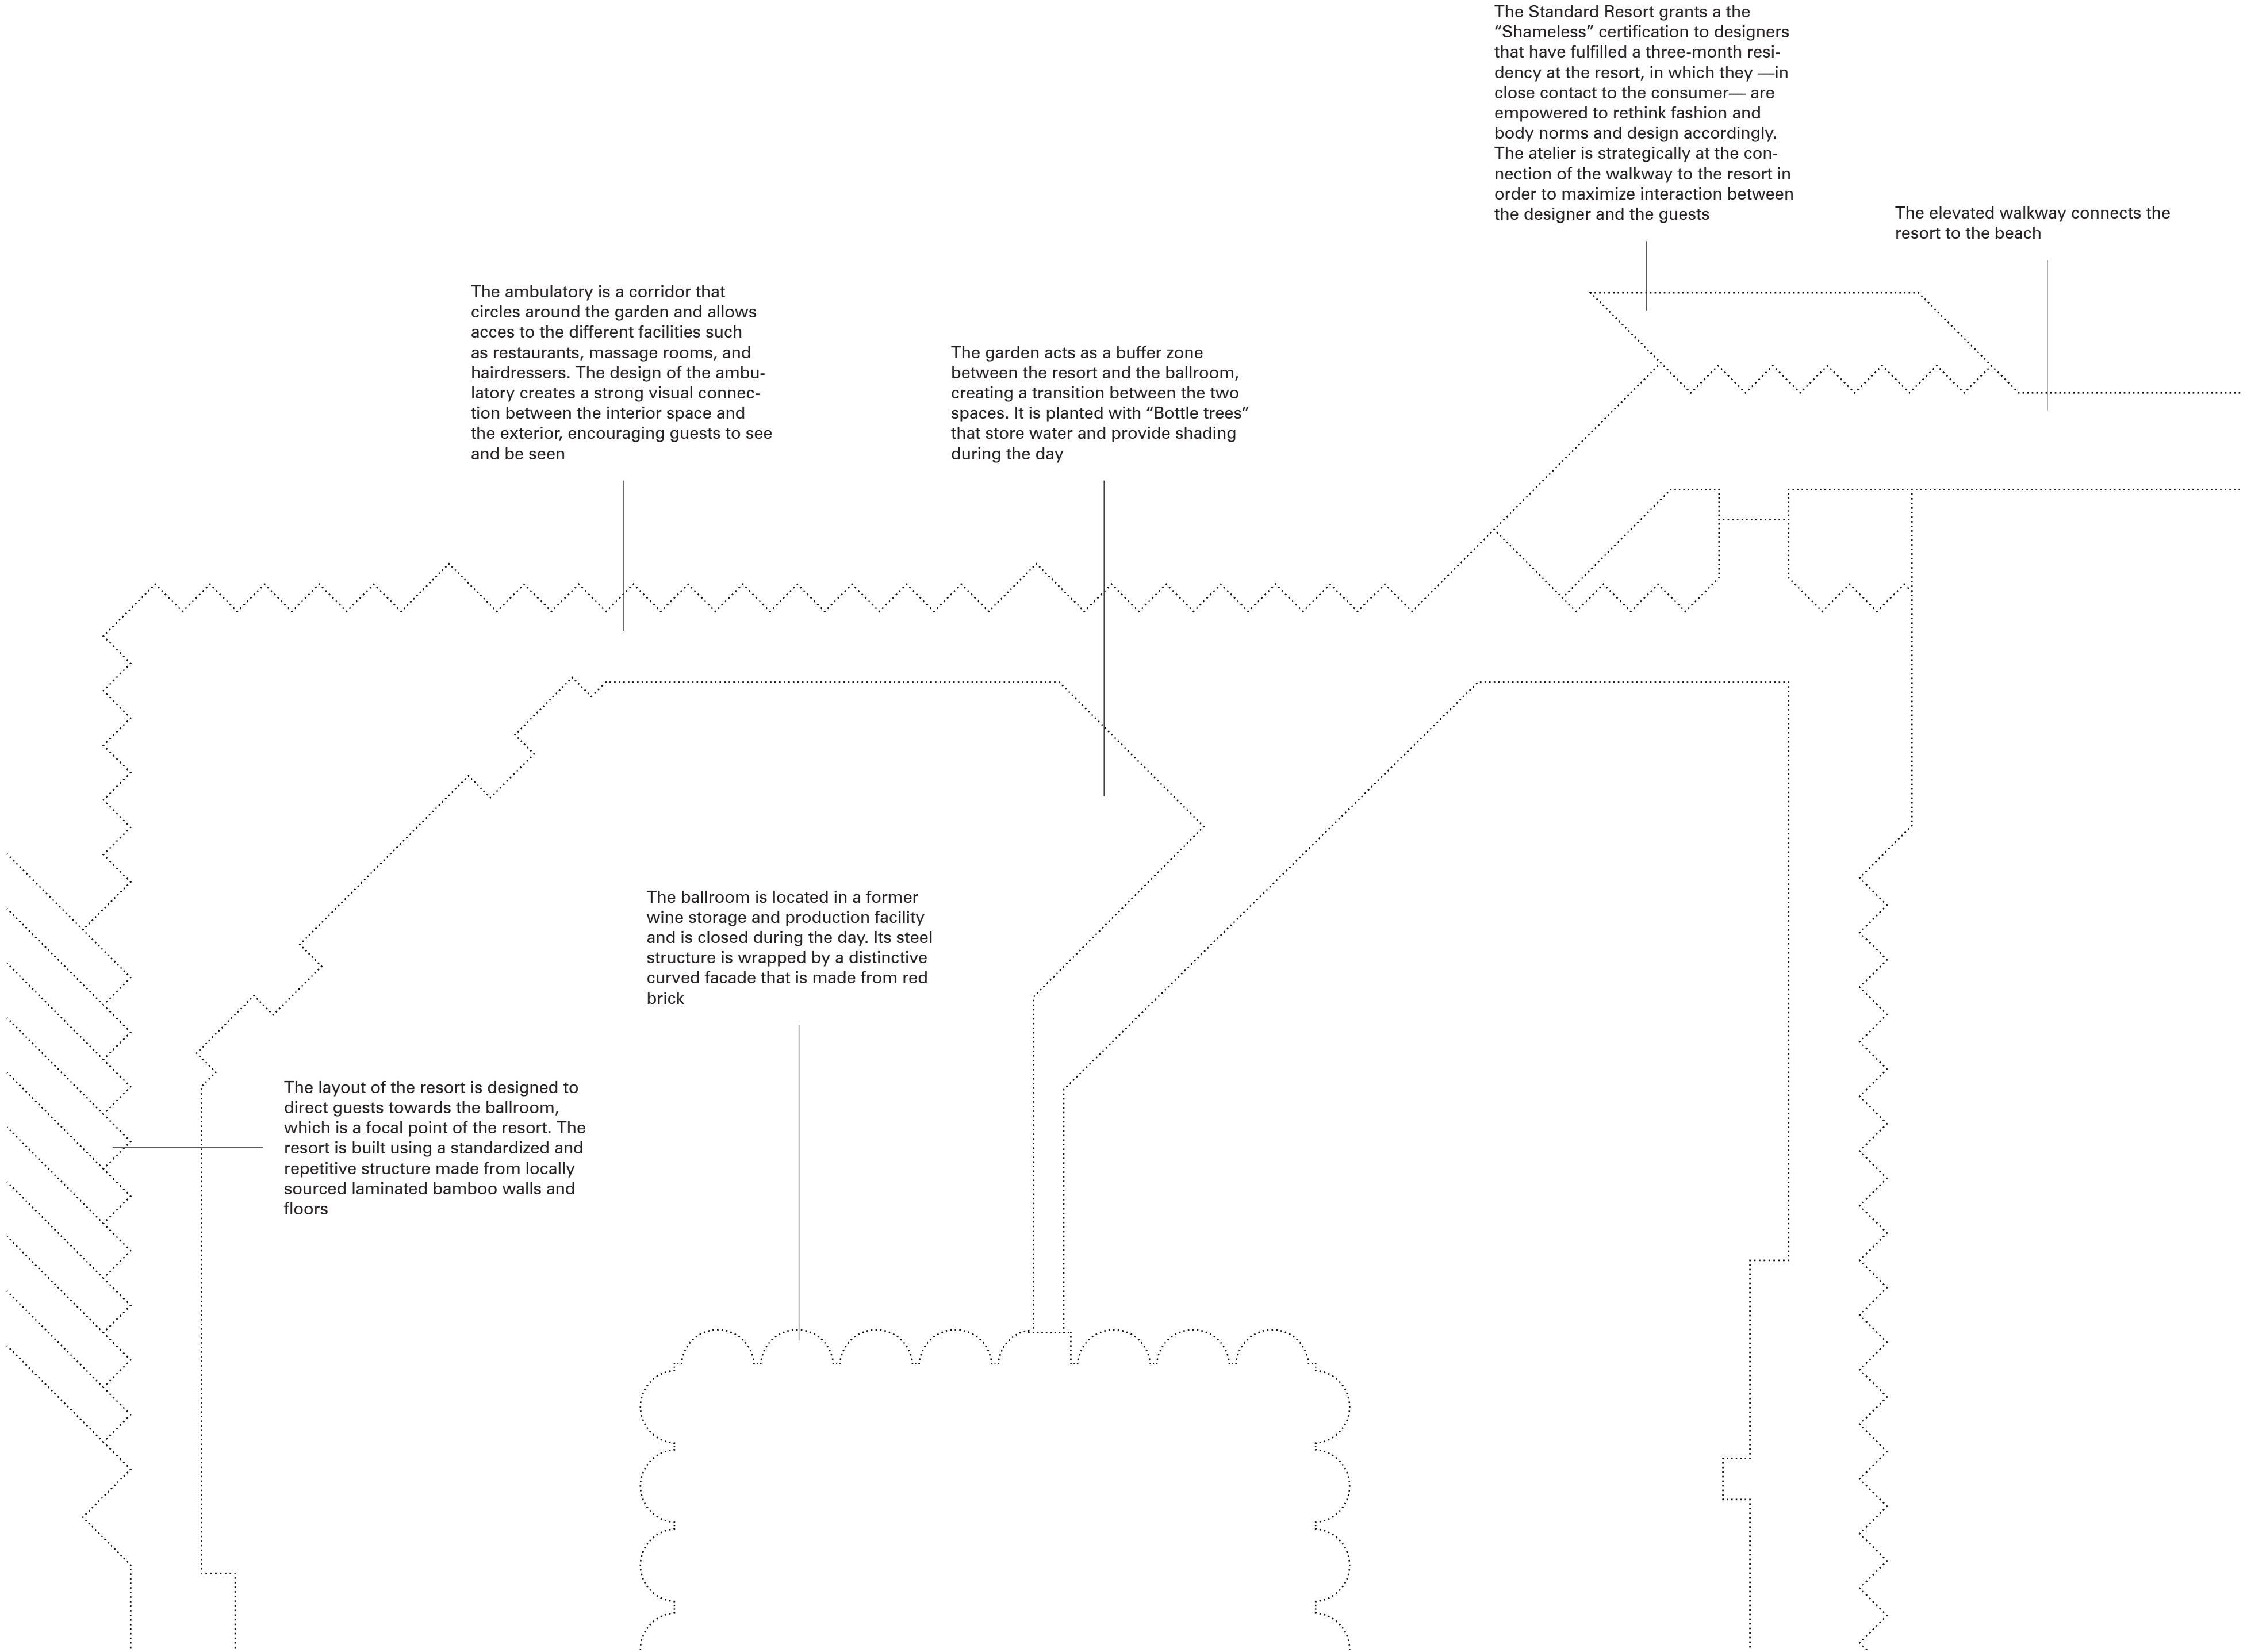 The Standard Resort grants a the
“Shameless” certification to designers
that have fulfilled a three-month resi-
dency at the resort, in which they —in
close contact to the consumer— are
empowered to rethink fashion and
body norms and design accordingly.
The atelier is strategically at the con-
nection of the walkway to the resort in
order to maximize interaction between
the designer and the guests
The elevated walkway connects the
resort to the beach
The ambulatory is a corridor that
circles around the garden and allows
acces to the different facilities such
as restaurants, massage rooms, and
hairdressers. The design of the ambu-
latory creates a strong visual connec-
tion between the interior space and
the exterior, encouraging guests to see
and be seen
The garden acts as a buffer zone
between the resort and the ballroom,
creating a transition between the two
spaces. It is planted with “Bottle trees”
that store water and provide shading
during the day
The ballroom is located in a former
wine storage and production facility
and is closed during the day. Its steel
structure is wrapped by a distinctive
curved facade that is made from red
brick
The layout of the resort is designed to
direct guests towards the ballroom,
which is a focal point of the resort. The
resort is built using a standardized and
repetitive structure made from locally
sourced laminated bamboo walls and
floors